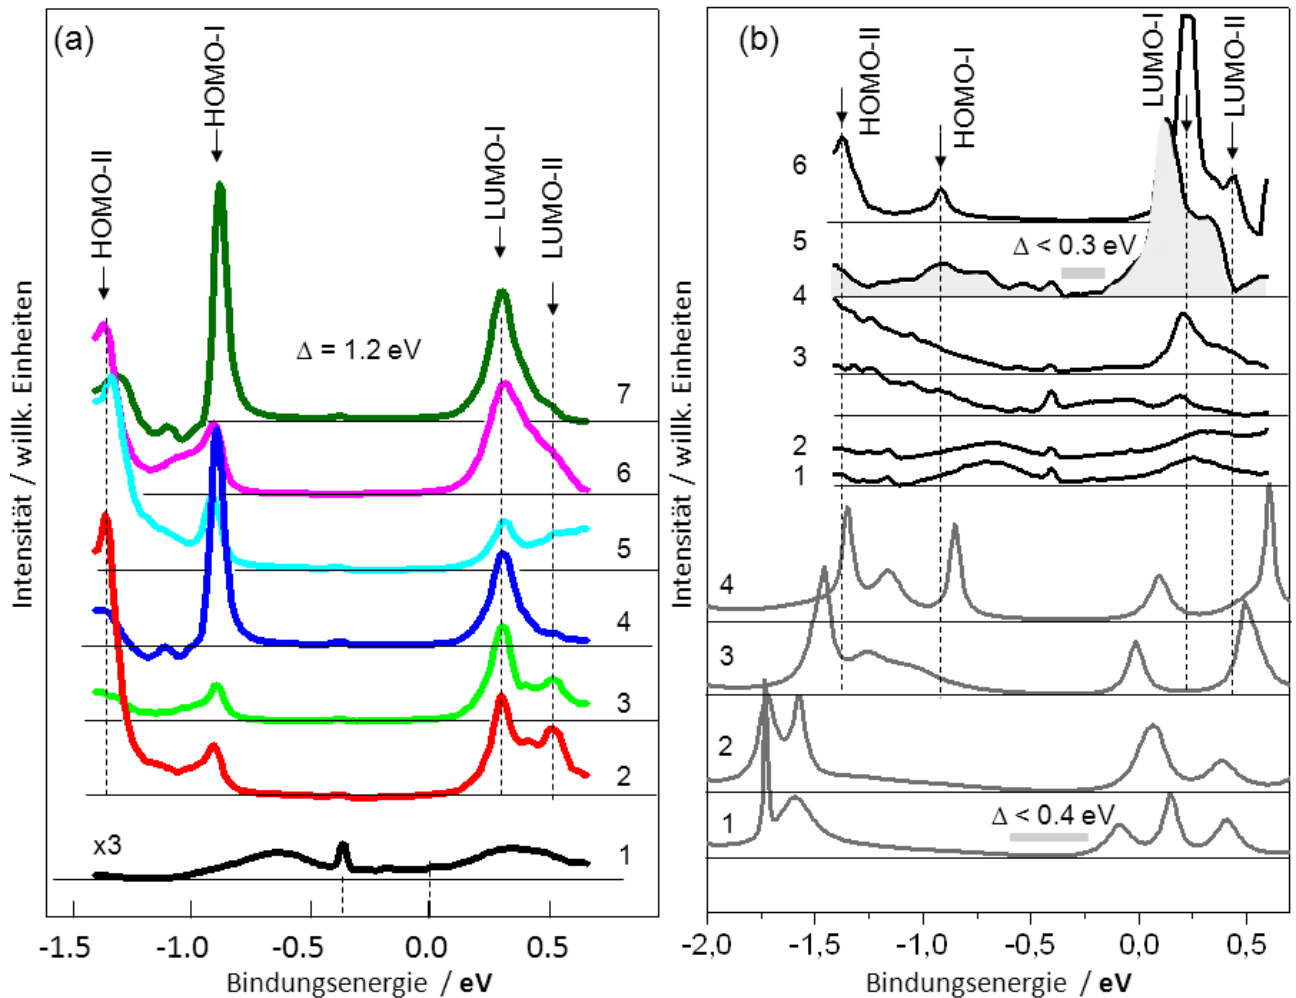 (a)
HOMO-II
HOMO-I
LUMO-I
LUMO-II
Δ = 1.2 eV
7
6
5
4
3
2
x3
1
Intensität / willk. Einheiten
-1.5
-1.0
-0.5
0.0
0.5
Bindungsenergie / eV
(b)
HOMO-II
HOMO-I
LUMO-I
LUMO-II
6
5
Δ < 0.3 eV
4
3
2
1
4
3
2
1
Δ < 0.4 eV
Intensität / willk. Einheiten
-2,0
-1,5
-1,0
-0,5
0,0
0,5
Bindungsenergie / eV